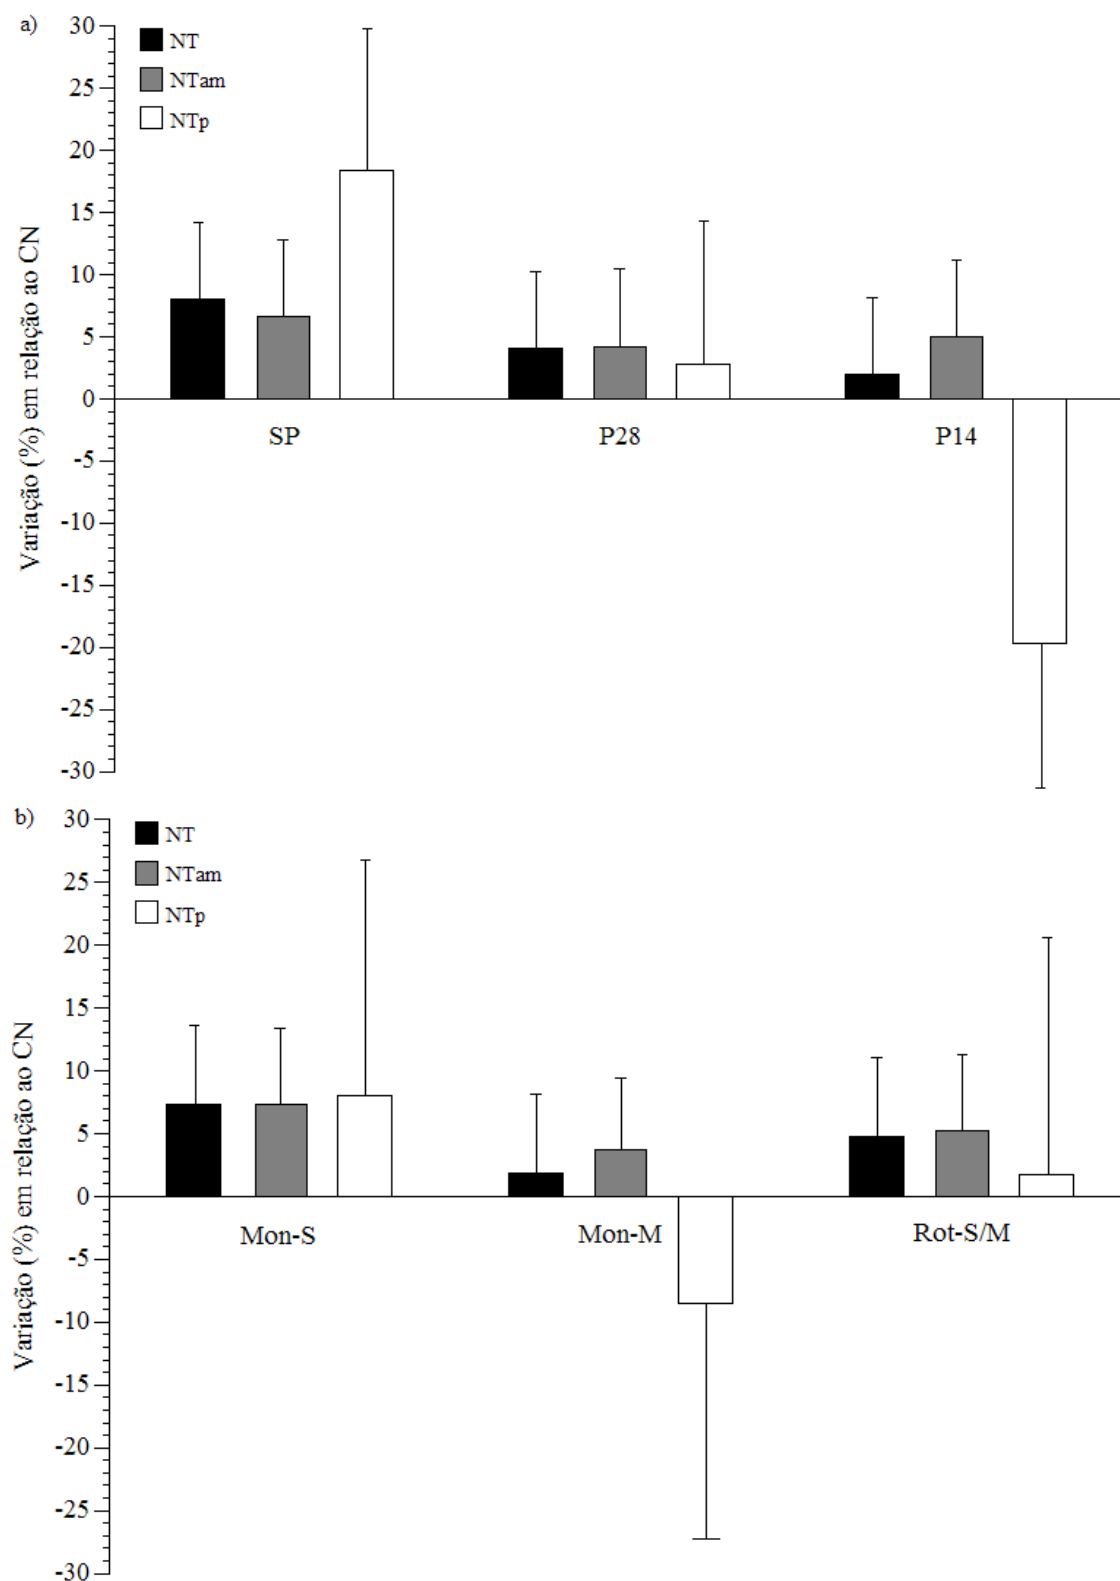 a)
Variação (%) em relação ao CN
30
25
20
15
10
5
0
-5
-10
-15
-20
-25
-30
NT
NTam
NTp
SP P28 P14
b)
Variação (%) em relação ao CN
30
25
20
15
10
5
0
-5
-10
-15
-20
-25
-30
NT
NTam
NTp
Mon-S Mon-M Rot-S/M